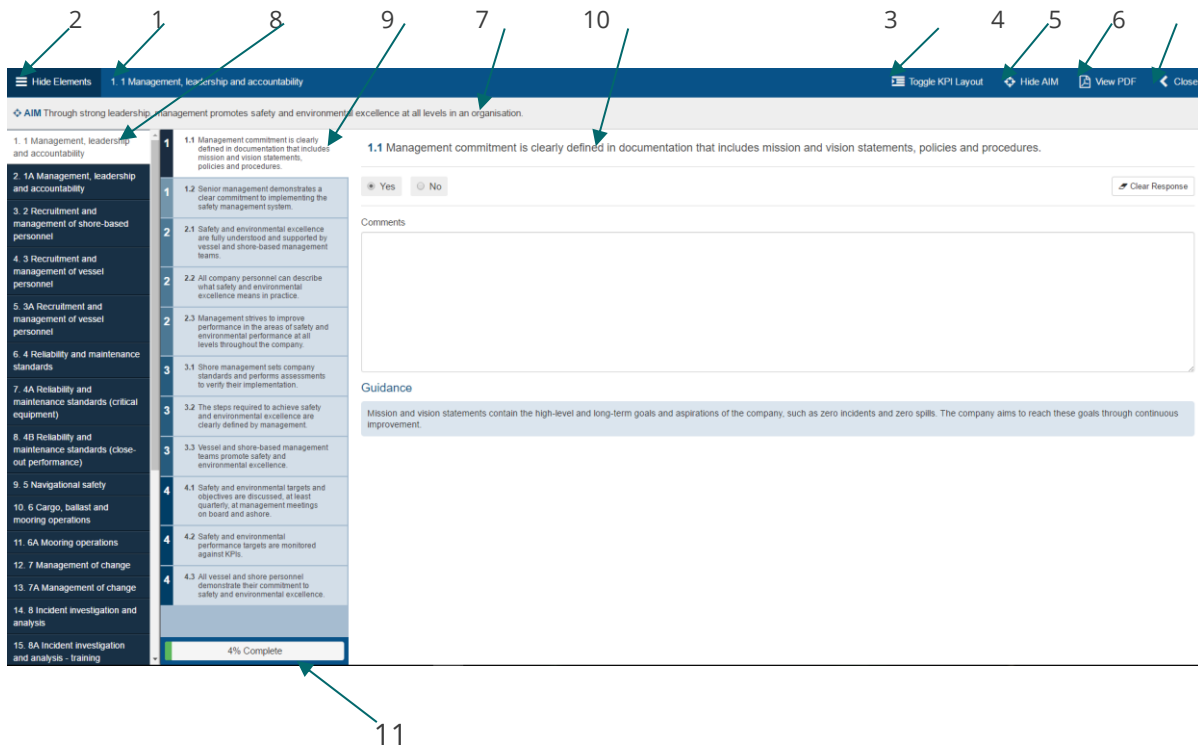 2 1 8 9 7 10 3 4 5 6
Hide Elements 1. 1 Management, leadership and accountability Toggle KPI Layout Hide AIM View PDF Close
AIM Through strong leadership, management promotes safety and environmental excellence at all levels in an organisation.
1. 1 Management, leadership
and accountability
2. 1A Management, leadership
and accountability
3. 2 Recruitment and
management of shore-based
personnel
4. 3 Recruitment and
management of vessel
personnel
5. 3A Recruitment and
management of vessel
personnel
6. 4 Reliability and maintenance
standards
7. 4A Reliability and
maintenance standards (critical
equipment)
8. 4B Reliability and
maintenance standards (close-
out performance)
9. 5 Navigational safety
10. 6 Cargo, ballast and
mooring operations
11. 6A Mooring operations
12. 7 Management of change
13. 7A Management of change
14. 8 Incident investigation and
analysis
15. 8A Incident investigation
and analysis - training
1 1.1 Management commitment is clearly
defined in documentation that includes
mission and vision statements,
policies and procedures.
1 1.2 Senior management demonstrates a
clear commitment to implementing the
safety management system.
2 2.1 Safety and environmental excellence
are fully understood and supported by
vessel and shore-based management
teams.
2 2.2 All company personnel can describe
what safety and environmental
excellence means in practice.
2 2.3 Management strives to improve
performance in the areas of safety and
environmental performance at all
levels throughout the company.
3 3.1 Shore management sets company
standards and performs assessments
to verify their implementation.
3 3.2 The steps required to achieve safety
and environmental excellence are
clearly defined by management.
3 3.3 Vessel and shore-based management
teams promote safety and
environmental excellence.
4 4.1 Safety and environmental targets and
objectives are discussed, at least
quarterly, at management meetings
on board and ashore.
4 4.2 Safety and environmental
performance targets are monitored
against KPIs.
4 4.3 All vessel and shore personnel
demonstrate their commitment to
safety and environmental excellence.
4% Complete
1.1 Management commitment is clearly defined in documentation that includes mission and vision statements, policies and procedures.
Yes No Clear Response
Comments
Guidance
Mission and vision statements contain the high-level and long-term goals and aspirations of the company, such as zero incidents and zero spills. The company aims to reach these goals through continuous
improvement.
11